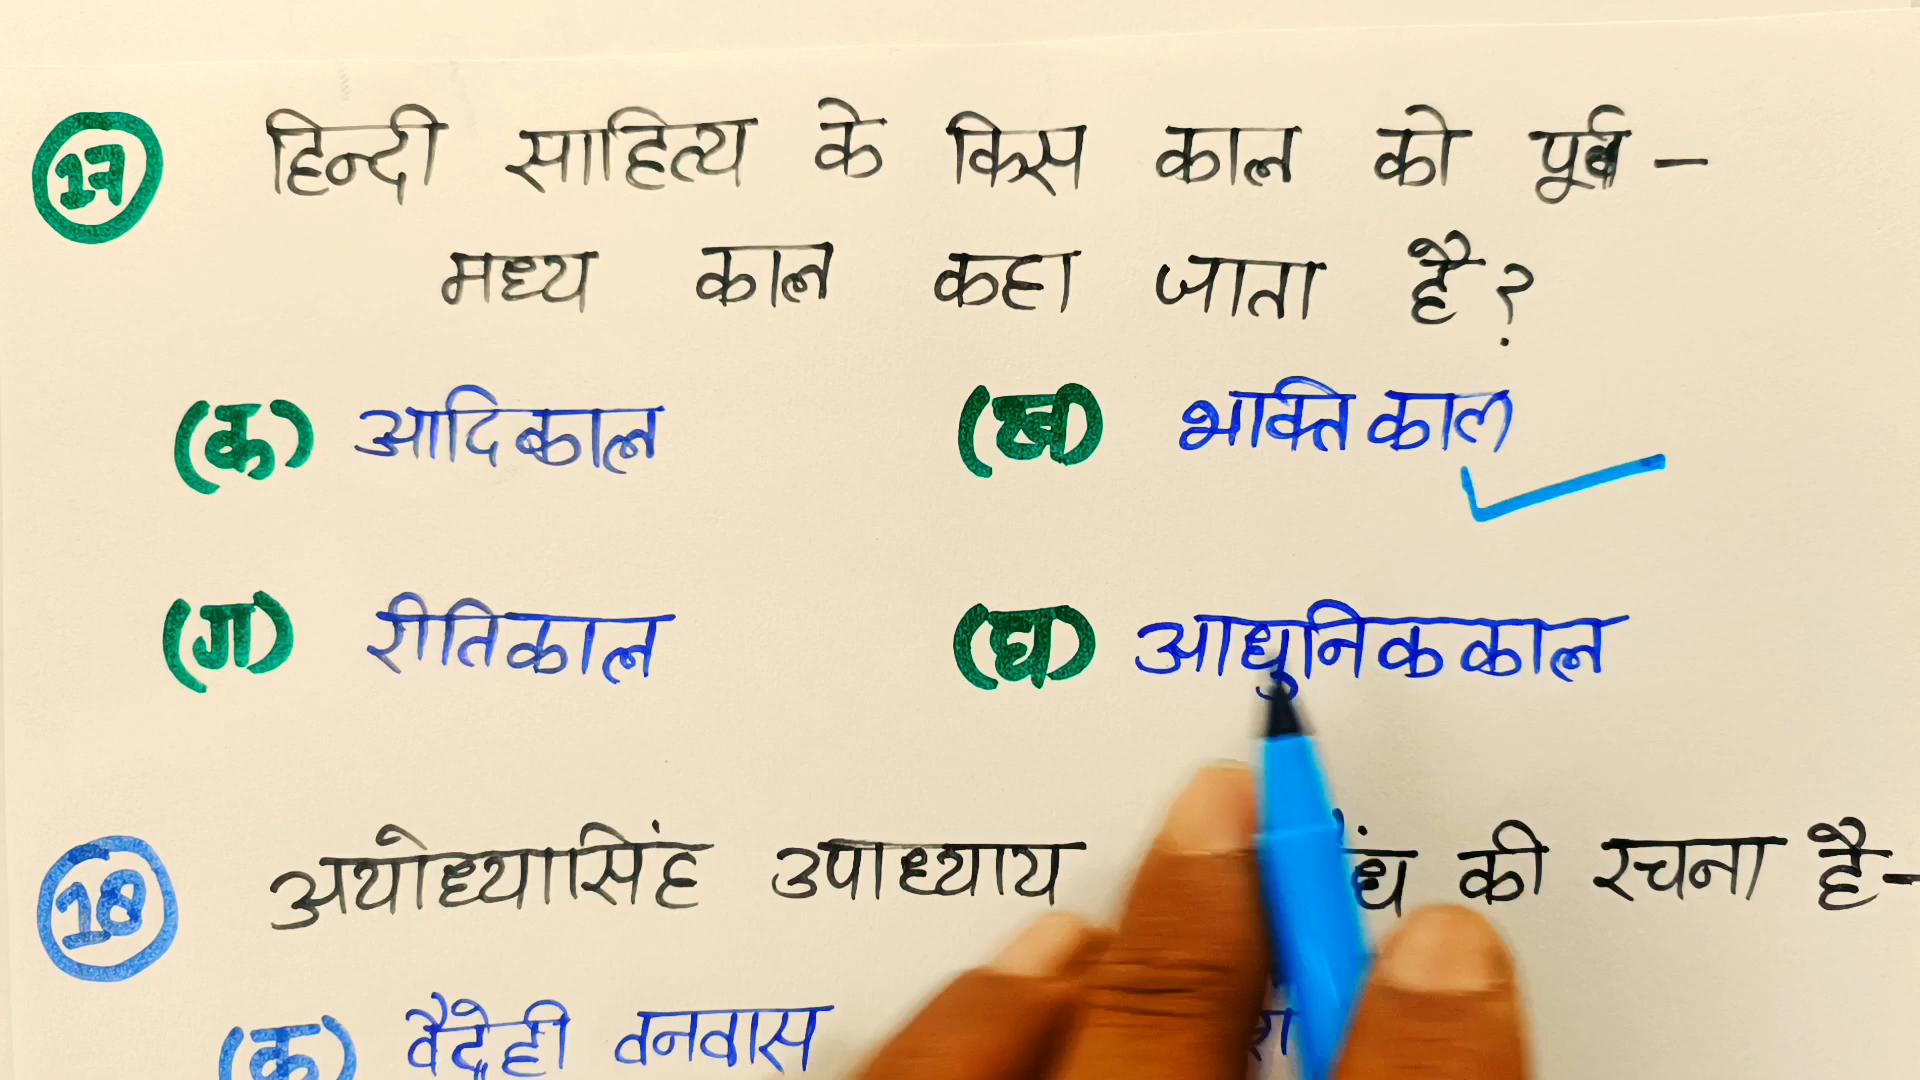 17 हिन्दी साहित्य के किस काल को पूर्व -
मध्य काल कहा जाता है?
(क) आदिकाल (ख) भक्तिकाल
(ग) रीतिकाल (घ) आधुनिककाल
18 अयोध्यासिंह उपाध्याय की रचना है-
(क) वैदेही वनवास